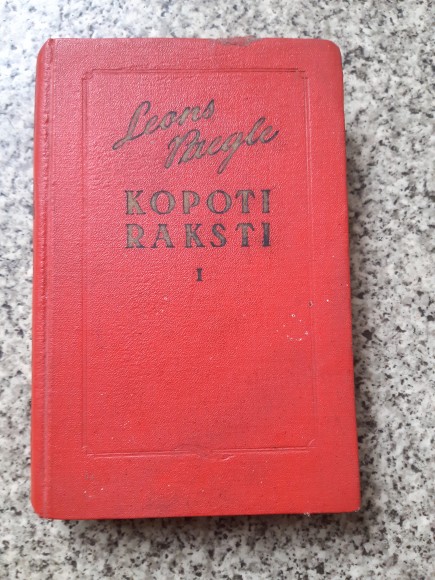 Leons
Paegle
KOPOTI
RAKSTI
I